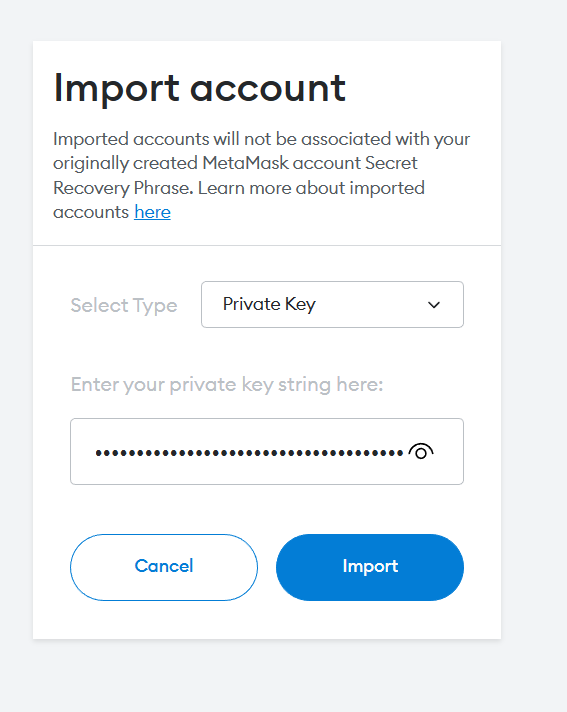 Import account
Imported accounts will not be associated with your
originally created MetaMask account Secret
Recovery Phrase. Learn more about imported
accounts here
Select Type
Private Key
Enter your private key string here:
•••••••••••••••••••••••••••••••••••••
Cancel
Import